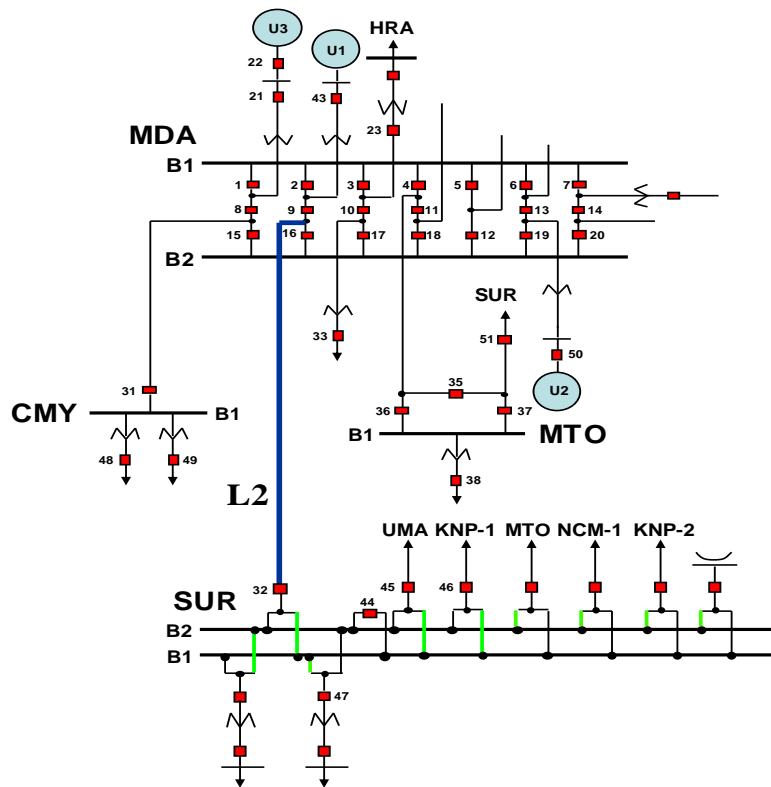 U3
U1
HRA
22
21
43
23
MDA
B1
1
2
3
4
5
6
7
8
9
10
11
13
14
15
16
17
18
12
19
20
B2
SUR
33
51
50
U2
31
35
36
37
CMY
B1
B1
MTO
48
49
38
L2
UMA
KNP-1
MTO
NCM-1
KNP-2
32
45
46
SUR
44
B2
B1
47